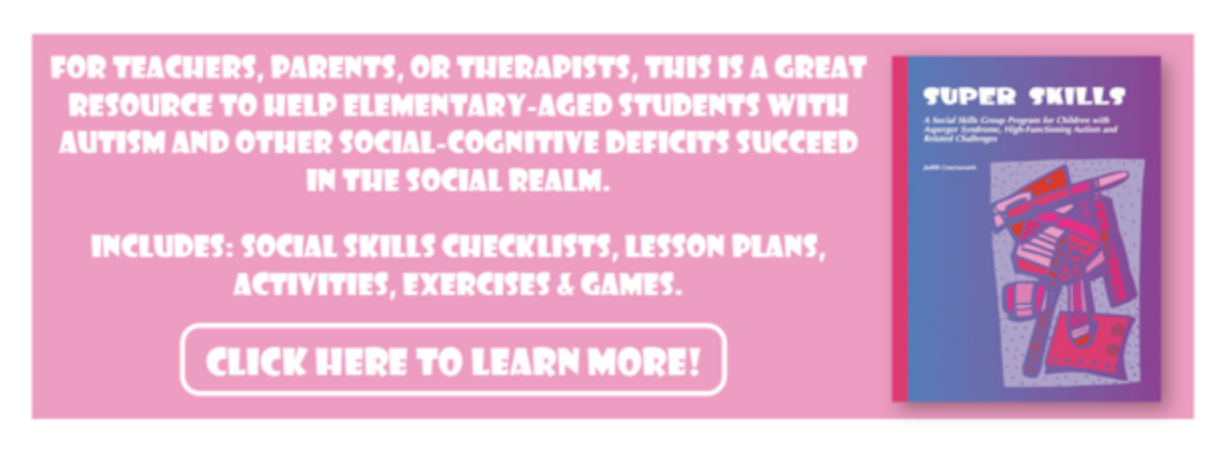 FOR TEACHERS, PARENTS, OR THERAPISTS, THIS IS A GREAT
RESOURCE TO HELP ELEMENTARY-AGED STUDENTS WITH
AUTISM AND OTHER SOCIAL-COGNITIVE DEFICITS SUCCEED
IN THE SOCIAL REALM.
INCLUDES: SOCIAL SKILLS CHECKLISTS, LESSON PLANS,
ACTIVITIES, EXERCISES & GAMES.
CLICK HERE TO LEARN MORE!
SUPER SKILLS
A Social Skills Group Program for Children with
Asperger Syndrome, High-Functioning Autism and
Related Challenges
Judith